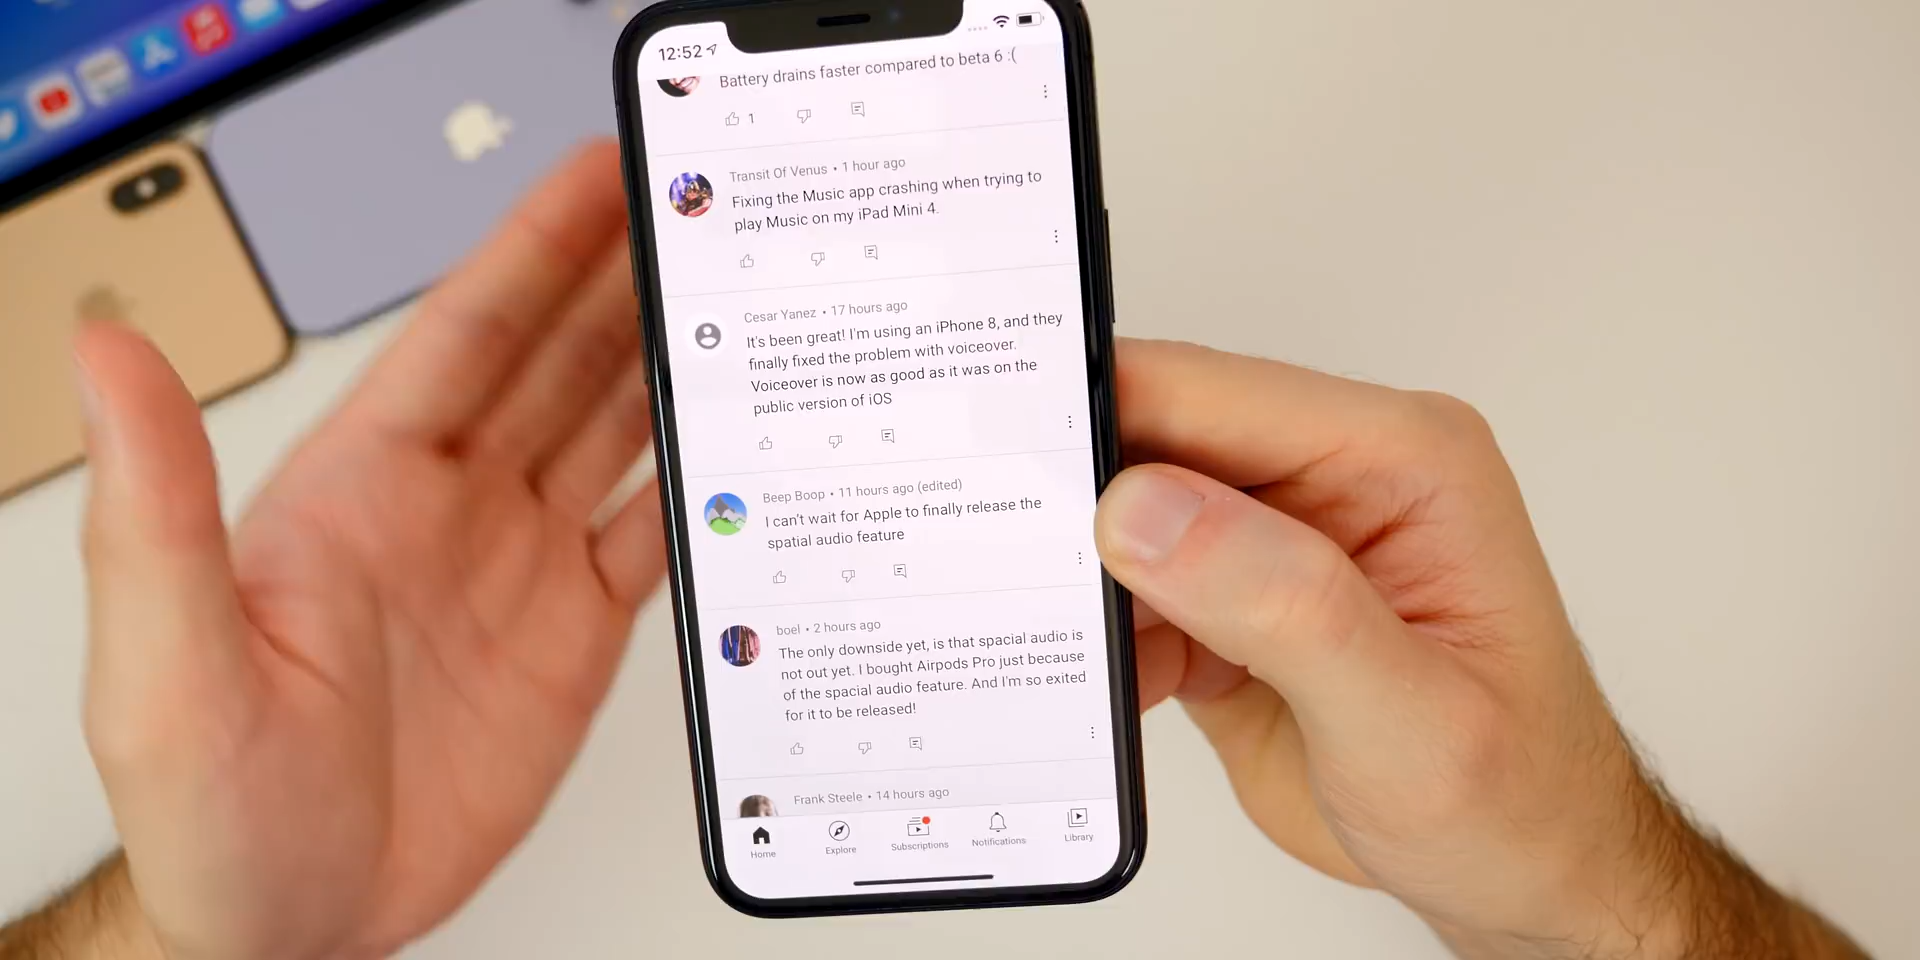 12:52
Battery drains faster compared to beta 6 :(
1
Transit Of Venus • 1 hour ago
Fixing the Music app crashing when trying to
play Music on my iPad Mini 4.
Cesar Yanez • 17 hours ago
It's been great! I'm using an iPhone 8, and they
finally fixed the problem with voiceover.
Voiceover is now as good as it was on the
public version of iOS
Beep Boop • 11 hours ago (edited)
I can't wait for Apple to finally release the
spatial audio feature
boel • 2 hours ago
The only downside yet, is that spacial audio is
not out yet. I bought Airpods Pro just because
of the spacial audio feature. And I'm so exited
for it to be released!
Frank Steele • 14 hours ago
Home
Explore
Subscriptions
Notifications
Library